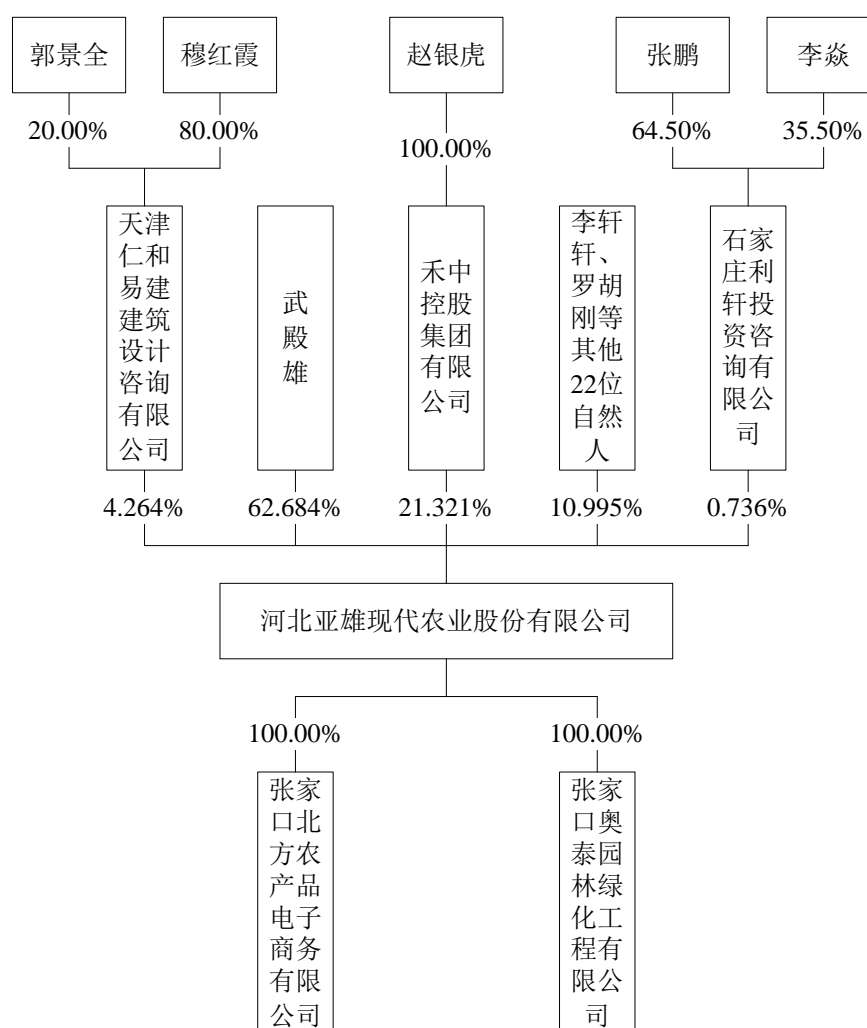 郭景全
穆红霞
赵银虎
张鹏
李焱
20.00%
80.00%
100.00%
64.50%
35.50%
天津
仁和
易建
建筑
设计
咨询
有限
公司
武
殿
雄
禾中
控股
集团
有限
公司
李轩
轩、
罗胡
刚等
其他
22位
自然
人
石家
庄利
轩投
资咨
询有
限公
司
4.264%
62.684%
21.321%
10.995%
0.736%
河北亚雄现代农业股份有限公司
100.00%
100.00%
张家
口北
方农
产品
电子
商务
有限
公司
张家
口奥
泰园
林绿
化工
程有
限公
司